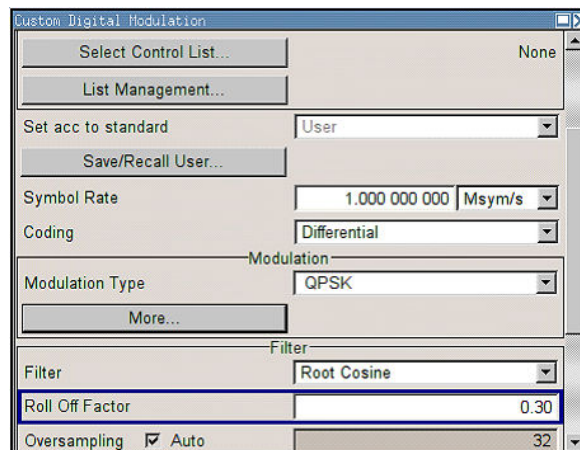 Custom Digital Modulation
Select Control List... None
List Management...
Set acc to standard User
Save/Recall User...
Symbol Rate 1.000 000 000 Msym/s
Coding Differential
Modulation
Modulation Type QPSK
More...
Filter
Filter Root Cosine
Roll Off Factor 0.30
Oversampling Auto 32